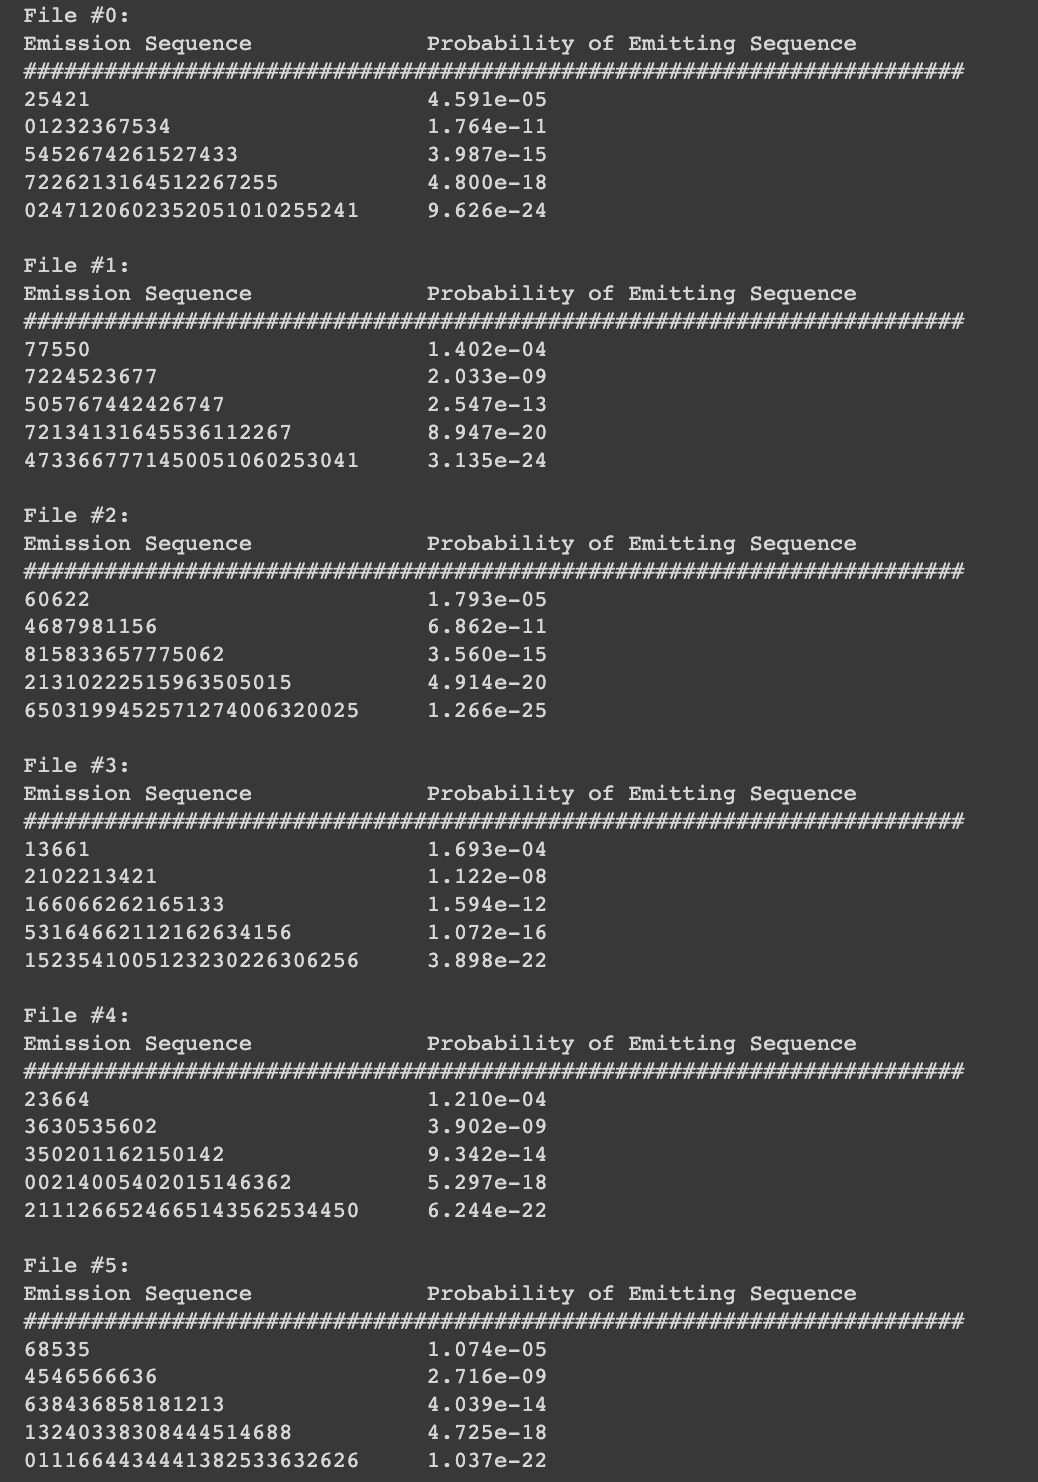 File #0:
Emission Sequence Probability of Emitting Sequence
######################################################################
25421 4.591e-05
01232367534 1.764e-11
5452674261527433 3.987e-15
7226213164512267255 4.800e-18
0247120602352051010255241 9.626e-24
File #1:
Emission Sequence Probability of Emitting Sequence
######################################################################
77550 1.402e-04
7224523677 2.033e-09
505767442426747 2.547e-13
72134131645536112267 8.947e-20
4733667771450051060253041 3.135e-24
File #2:
Emission Sequence Probability of Emitting Sequence
######################################################################
60622 1.793e-05
4687981156 6.862e-11
815833657775062 3.560e-15
21310222515963505015 4.914e-20
6503199452571274006320025 1.266e-25
File #3:
Emission Sequence Probability of Emitting Sequence
######################################################################
13661 1.693e-04
2102213421 1.122e-08
166066262165133 1.594e-12
53164662112162634156 1.072e-16
1523541005123230226306256 3.898e-22
File #4:
Emission Sequence Probability of Emitting Sequence
######################################################################
23664 1.210e-04
3630535602 3.902e-09
350201162150142 9.342e-14
00214005402015146362 5.297e-18
2111266524665143562534450 6.244e-22
File #5:
Emission Sequence Probability of Emitting Sequence
######################################################################
68535 1.074e-05
4546566636 2.716e-09
638436858181213 4.039e-14
13240338308444514688 4.725e-18
0111664434441382533632626 1.037e-22